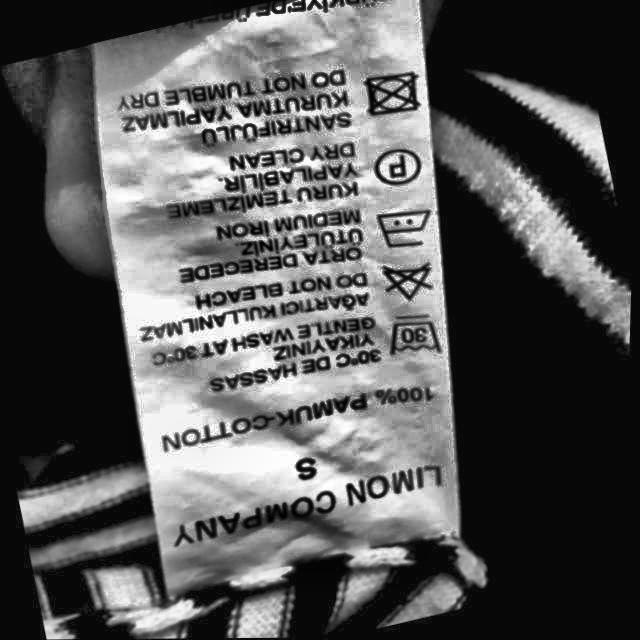 LIMON COMPANY
S
100% PAMUK-COTTON
30°C DE HASSAS
YIKAYINIZ
GENTLE WASH AT 30°C
30
AĞARTICI KULLANILMAZ
DO NOT BLEACH
ORTA DERECEDE
ÜTÜLEYİNİZ
MEDIUM IRON
KURU TEMİZLEME
YAPILABİLİR.
DRY CLEAN
P
SANTRİFÜJLÜ
KURUTMA YAPILMAZ
DO NOT TUMBLE DRY